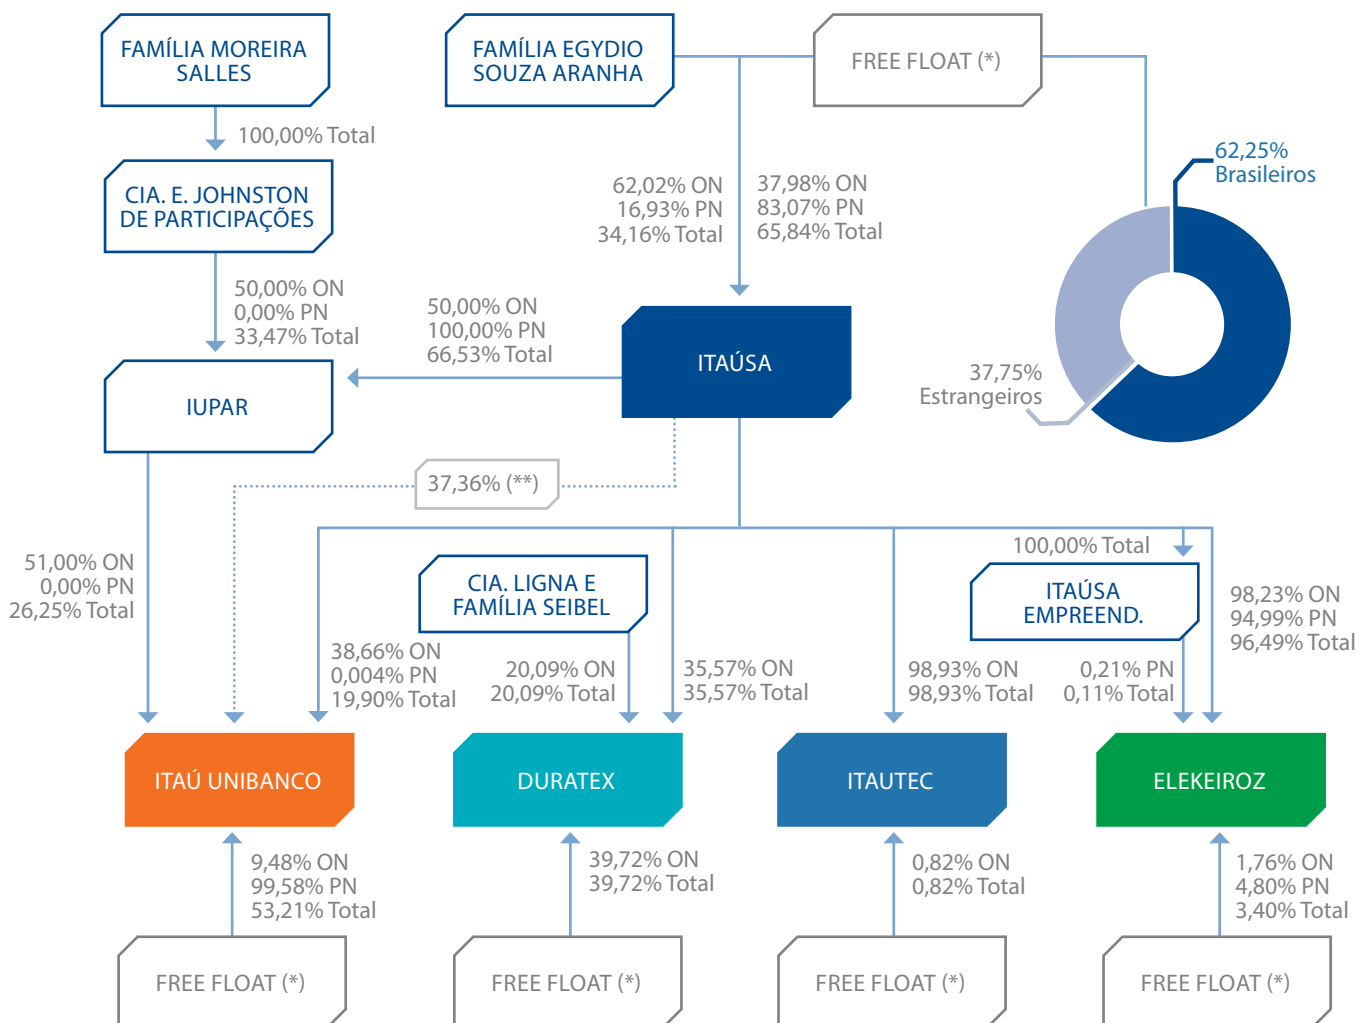 FAMÍLIA MOREIRA
SALLES
FAMÍLIA EGYDIO
SOUZA ARANHA
FREE FLOAT (*)
100,00% Total
62,25%
Brasileiros
CIA. E. JOHNSTON
DE PARTICIPAÇÕES
62,02% ON
16,93% PN
34,16% Total
37,98% ON
83,07% PN
65,84% Total
50,00% ON
0,00% PN
33,47% Total
50,00% ON
100,00% PN
66,53% Total
ITAÚSA
37,75%
Estrangeiros
IUPAR
37,36% (**)
51,00% ON
0,00% PN
26,25% Total
CIA. LIGNA E
FAMÍLIA SEIBEL
100,00% Total
ITAÚSA
EMPREEND.
98,23% ON
94,99% PN
96,49% Total
38,66% ON
0,004% PN
19,90% Total
20,09% ON
20,09% Total
35,57% ON
35,57% Total
98,93% ON
98,93% Total
0,21% PN
0,11% Total
ITAÚ UNIBANCO
DURATEX
ITAUTEC
ELEKEIROZ
9,48% ON
99,58% PN
53,21% Total
39,72% ON
39,72% Total
0,82% ON
0,82% Total
1,76% ON
4,80% PN
3,40% Total
FREE FLOAT (*)
FREE FLOAT (*)
FREE FLOAT (*)
FREE FLOAT (*)